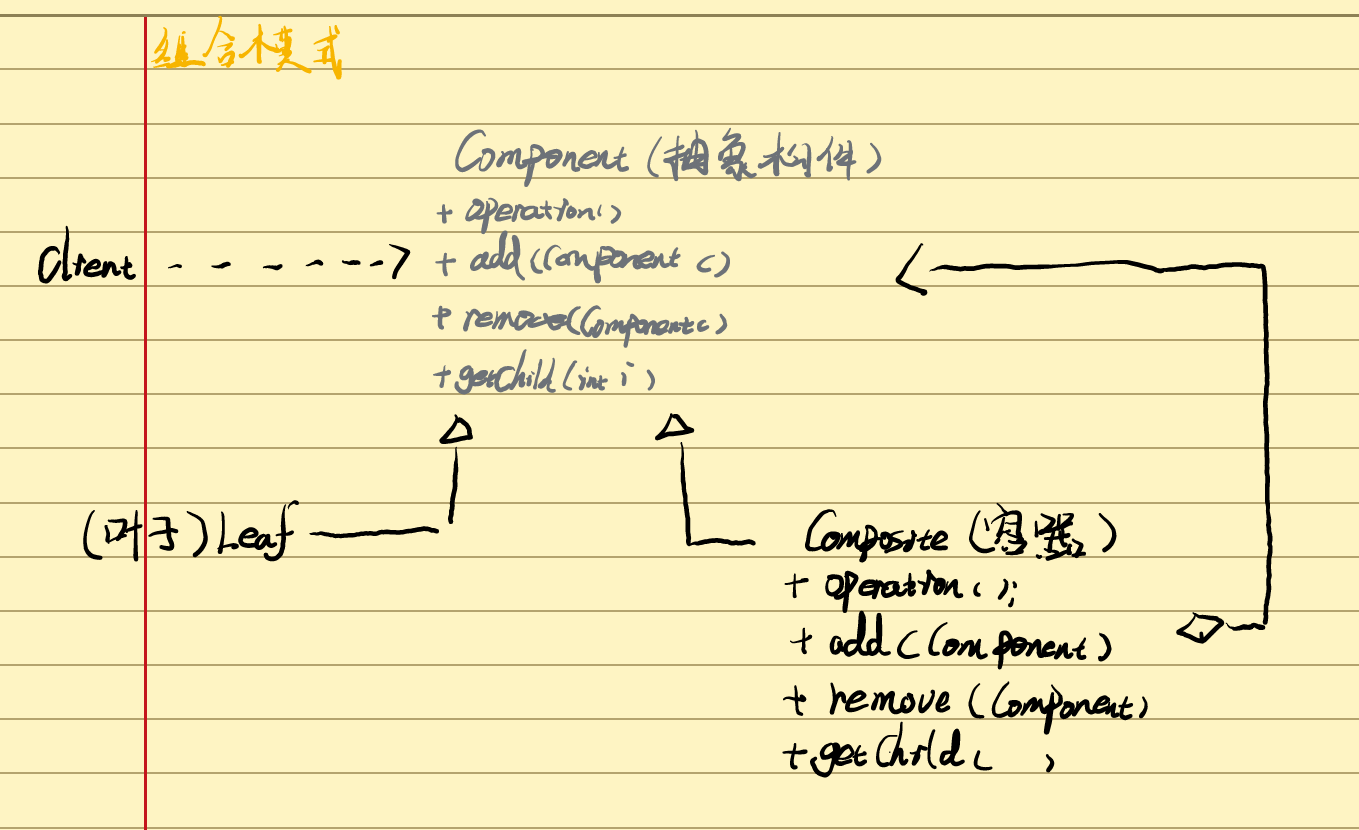 组合模式
Component (抽象构件)
+ operation()
Client
+ add(Component c)
+ remove(Component c)
+ getChild(int i)
(叶子) Leaf
Composite (容器)
+ operation();
+ add(Component)
+ remove(Component)
+ getChild( )